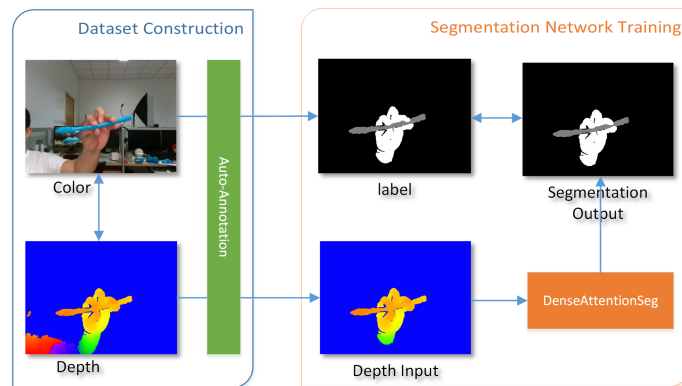 Dataset Construction
Segmentation Network Training
Auto-Annotation
Color
label
Segmentation
Output
DenseAttentionSeg
Depth
Depth Input